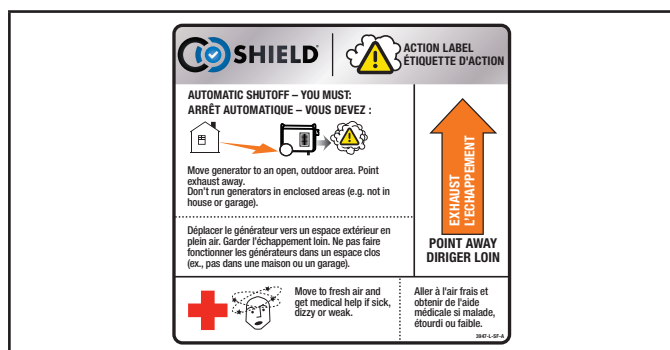 CO SHIELD®
ACTION LABEL
ÉTIQUETTE D'ACTION
AUTOMATIC SHUTOFF – YOU MUST:
ARRÊT AUTOMATIQUE – VOUS DEVEZ :
Move generator to an open, outdoor area. Point
exhaust away.
Don't run generators in enclosed areas (e.g. not in
house or garage).
Déplacer le générateur vers un espace extérieur en
plein air. Garder l'échappement loin. Ne pas faire
fonctionner les générateurs dans un espace clos
(ex., pas dans une maison ou un garage).
EXHAUST
L'ECHAPPEMENT
POINT AWAY
DIRIGER LOIN
Move to fresh air and
get medical help if sick,
dizzy or weak.
Aller à l'air frais et
obtenir de l'aide
médicale si malade,
étourdi ou faible.
3947-L-SF-A